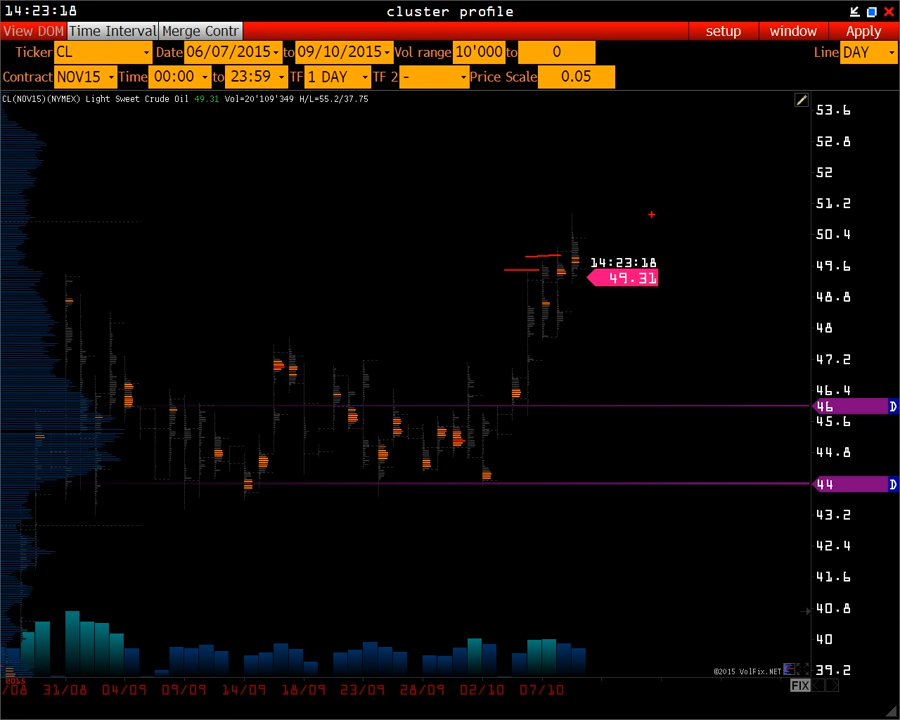 14:23:18 cluster profile
View DOM Time Interval Merge Contr setup window Apply
Ticker CL Date 06/07/2015 to 09/10/2015 Vol range 10'000 to 0 Line DAY
Contract NOV15 Time 00:00 to 23:59 TF 1 DAY TF 2 - Price Scale 0.05
CL(NOV15)(NYMEX) Light Sweet Crude Oil 49.31 Vol=20'109'349 H/L=55.2/37.75
53.6
52.8
52
51.2
50.4
14:23:18 49.6
49.31
48.8
48
47.2
46.4
46 D
45.6
44.8
44 D
43.2
42.4
41.6
40.8
40
©2015 VolFix.NET 39.2
2015
/08 31/08 04/09 09/09 14/09 18/09 23/09 28/09 02/10 07/10 FIX